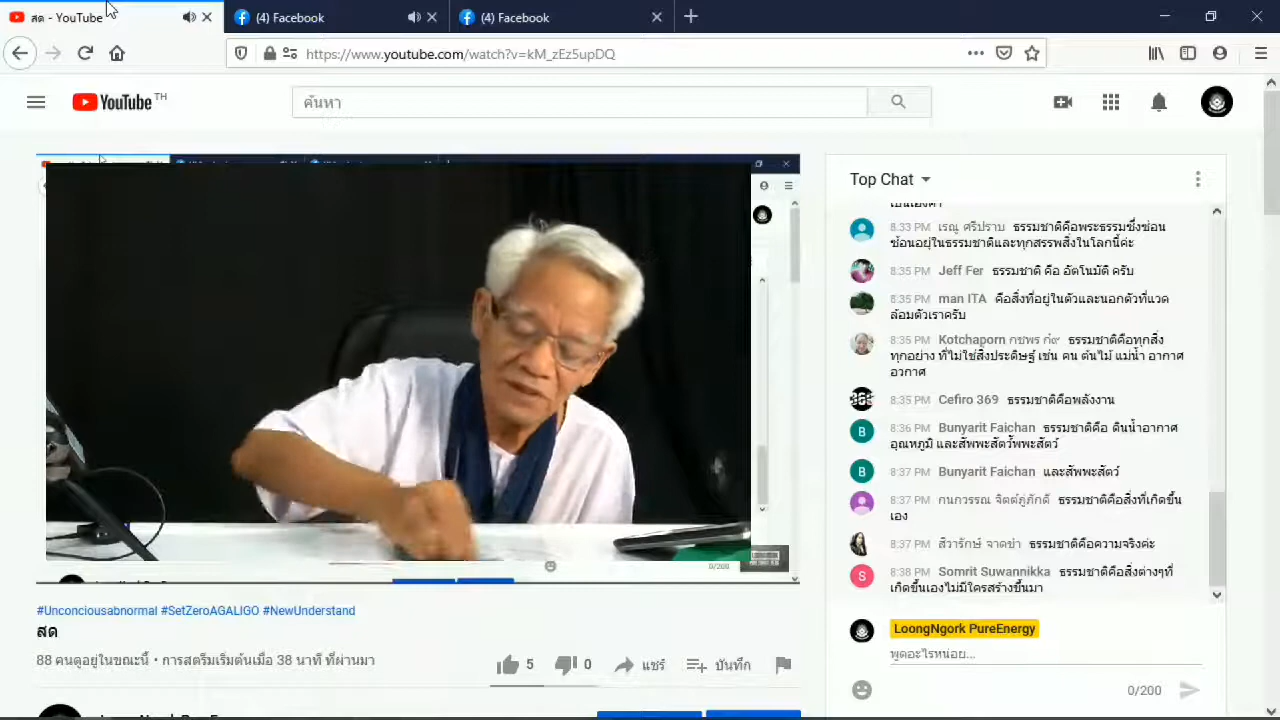 สด - YouTube
(4) Facebook
(4) Facebook
https://www.youtube.com/watch?v=kM_zEz5upDQ
YouTube TH
ค้นหา
Top Chat
8:33 PM เรณู ศรีปราบ ธรรมชาติคือพระธรรมซึ่งซ่อน
ซ้อนอยู่ในธรรมชาติและทุกสรรพสิ่งในโลกนี้ค่ะ
8:35 PM Jeff Fer ธรรมชาติ คือ อัตโนมัติ ครับ
8:35 PM man ITA คือสิ่งที่อยู่ในตัวและนอกตัวที่แวด
ล้อมตัวเราครับ
8:35 PM Kotchaporn กชพร ก๋ฬ ธรรมชาติคือทุกสิ่ง
ทุกอย่าง ที่ไม่ใช่สิ่งประดิษฐ์ เช่น คน ต้นไม้ แม่น้ำ อากาศ
อวกาศ
8:35 PM Cefiro 369 ธรรมชาติคือพลังงาน
8:36 PM Bunyarit Faichan ธรรมชาติคือ ดินน้ำอากาศ
อุณหภูมิ และสัพพะสัตว์พพะสัตว์
8:37 PM Bunyarit Faichan และสัพพะสัตว์
8:37 PM กนกวรรณ จิตต์ภู่ภักดี ธรรมชาติคือสิ่งที่เกิดขึ้น
เอง
8:37 PM สีวารักษ์ จาดขำ ธรรมชาติคือความจริงค่ะ
8:38 PM Somrit Suwannikka ธรรมชาติคือสิ่งต่างๆที่
เกิดขึ้นเองไม่มีใครสร้างขึ้นมา
LoongNgork PureEnergy
พูดอะไรหน่อย...
0/200
0/200
#Unconciousabnormal #SetZeroAGALIGO #NewUnderstand
สด
88 คนดูอยู่ในขณะนี้ • การสตรีมเริ่มต้นเมื่อ 38 นาที ที่ผ่านมา
5 0 แชร์ บันทึก